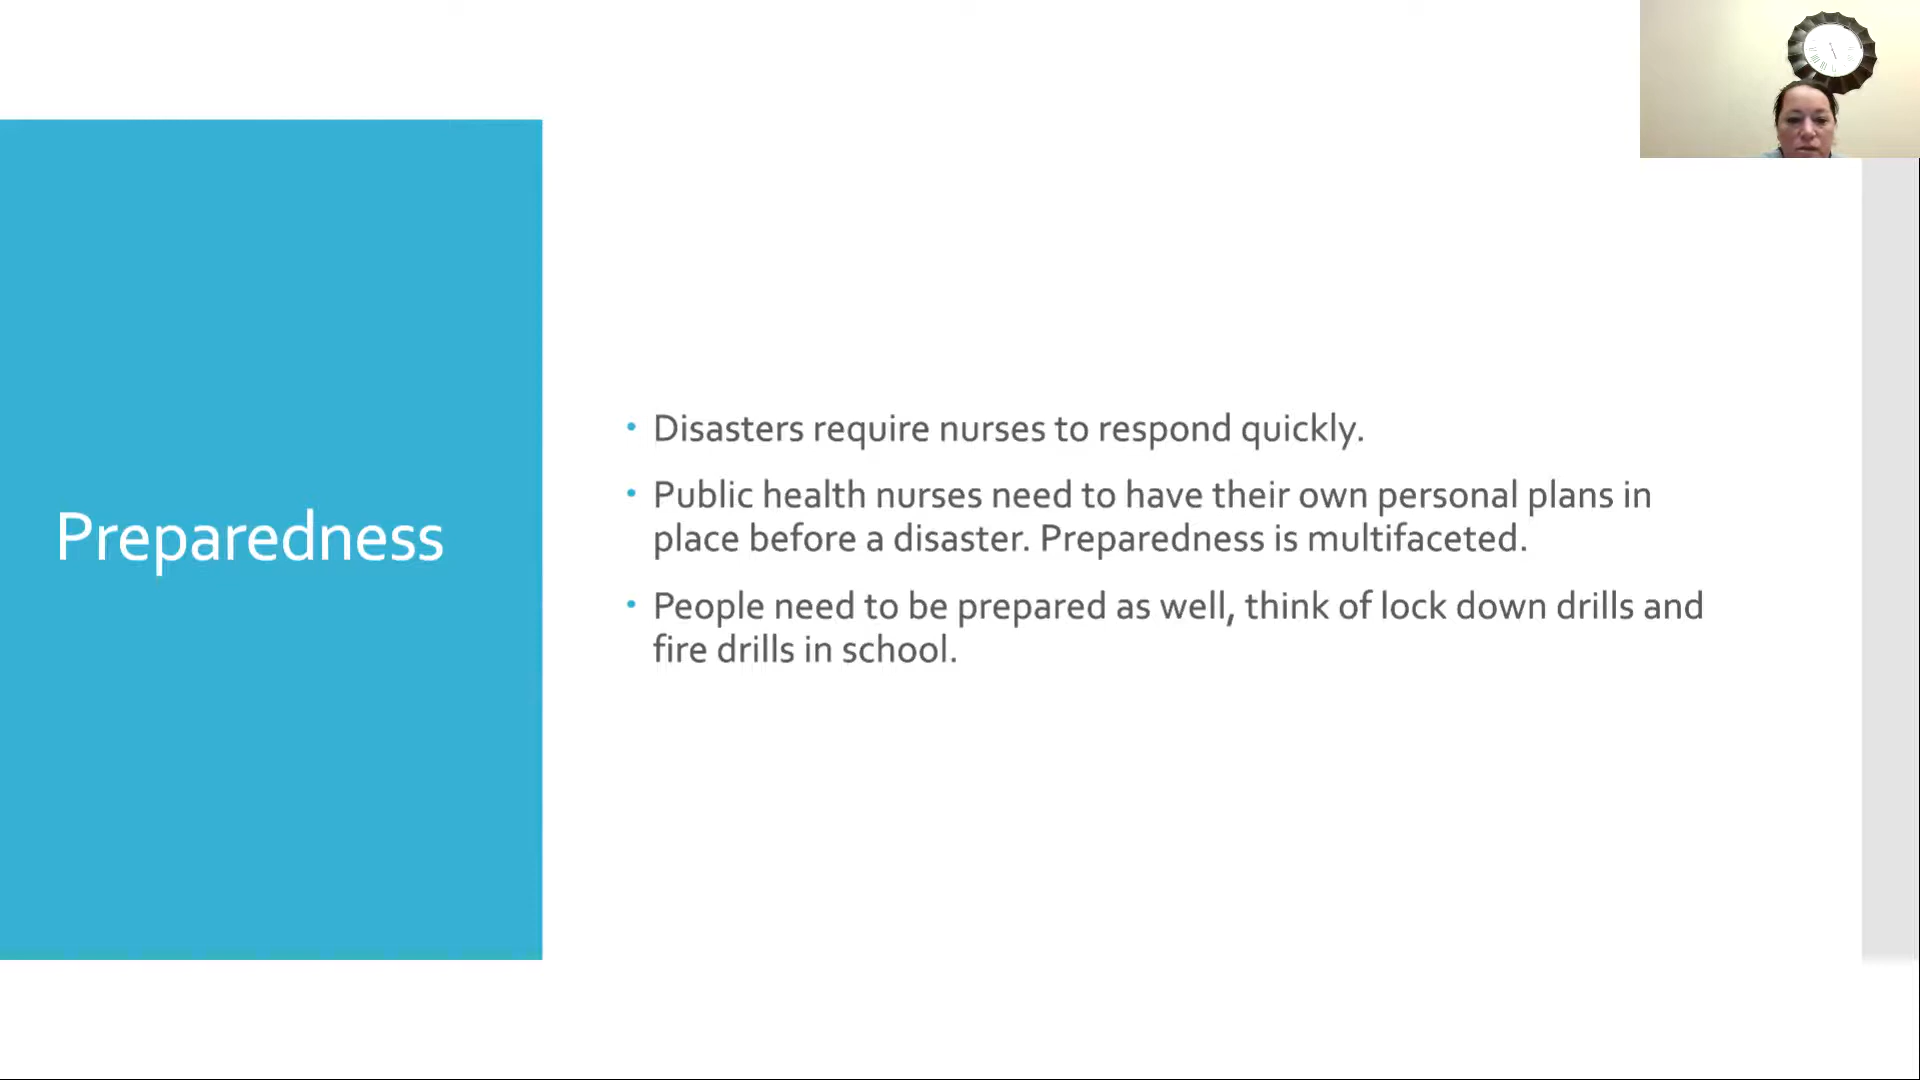 Preparedness
• Disasters require nurses to respond quickly.
• Public health nurses need to have their own personal plans in
place before a disaster. Preparedness is multifaceted.
• People need to be prepared as well, think of lock down drills and
fire drills in school.